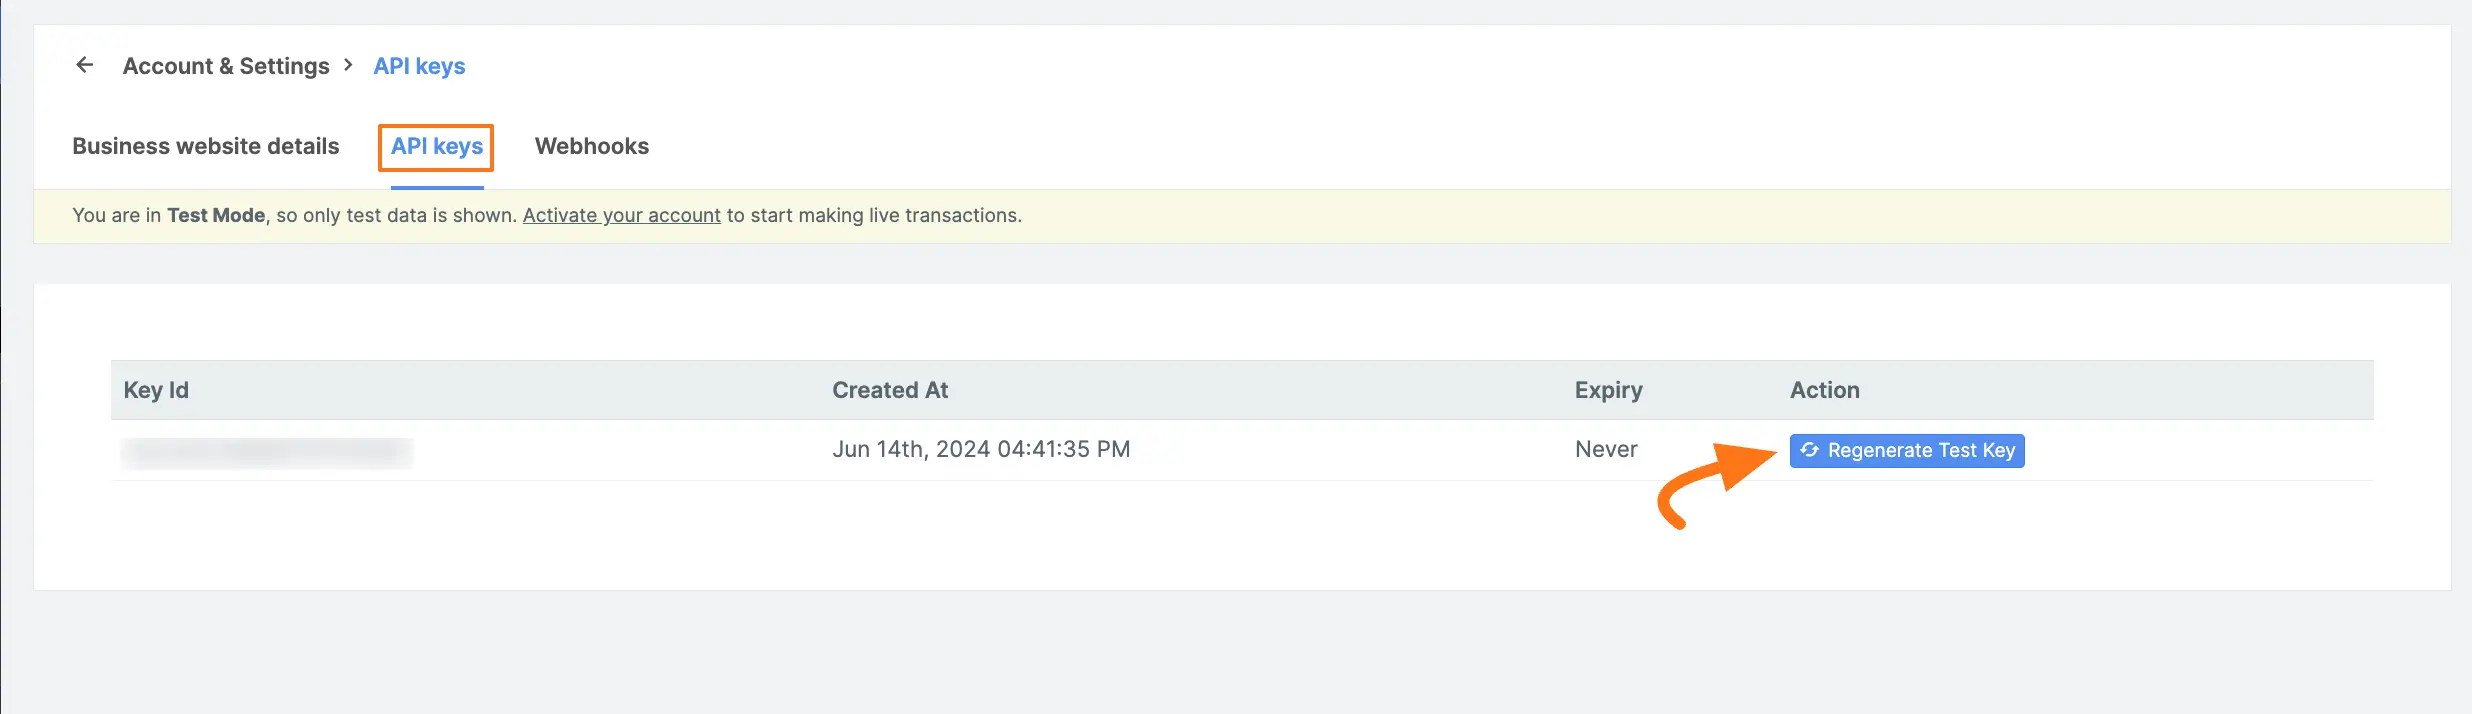 Account & Settings > API keys
Business website details API keys Webhooks
You are in Test Mode, so only test data is shown. Activate your account to start making live transactions.
Key Id Created At Expiry Action
Jun 14th, 2024 04:41:35 PM Never Regenerate Test Key